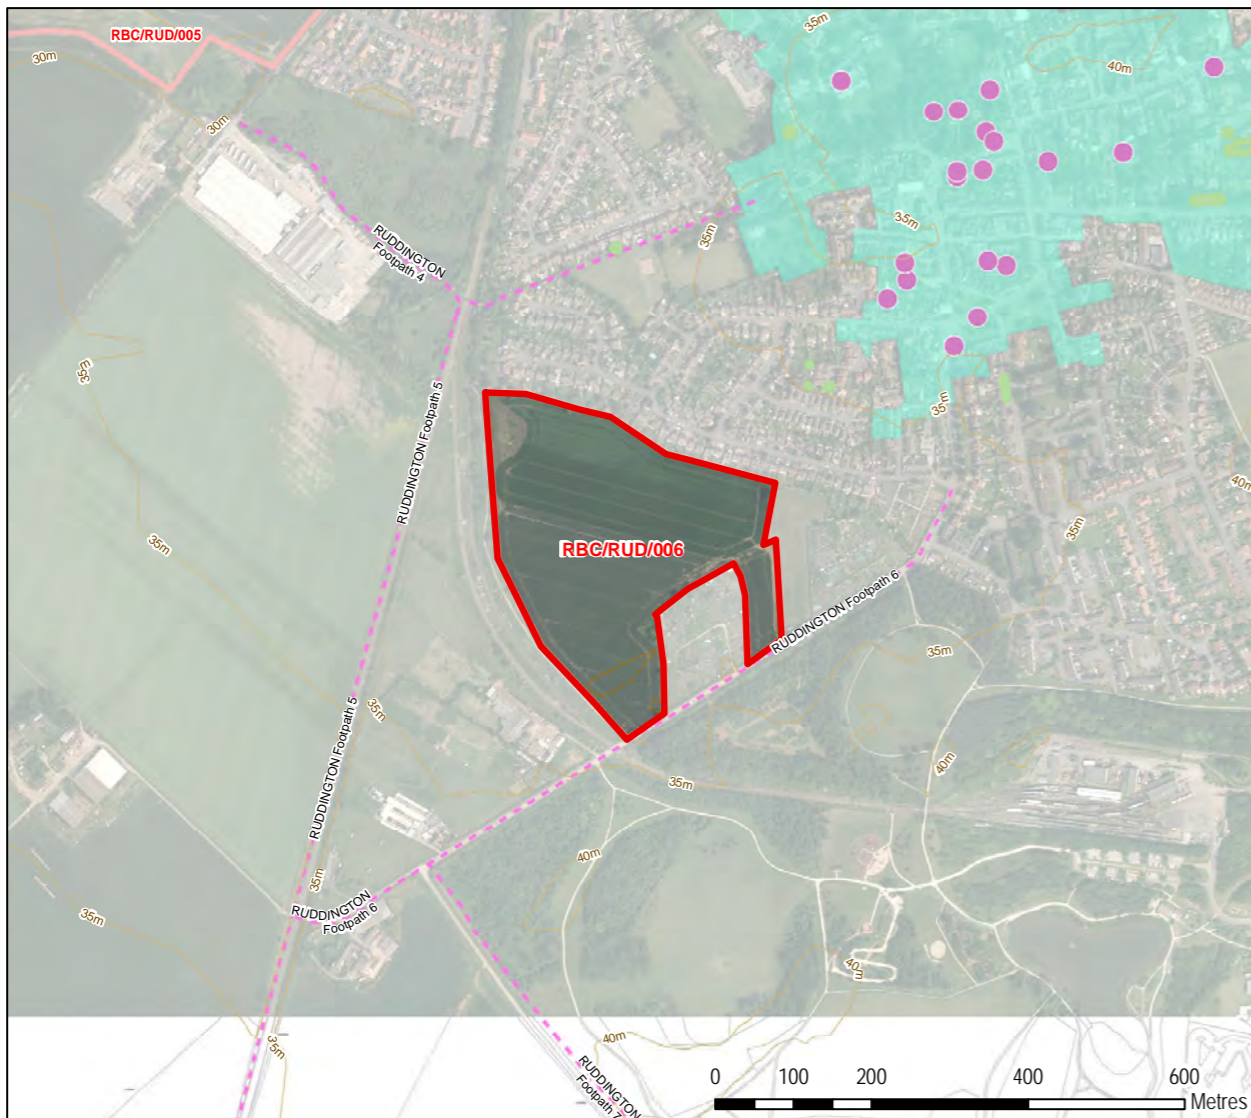 RBC/RUD/005
35m
40m
30m
30m
35m
35m
RUDDINGTON
Footpath 4
35m
RUDDINGTON Footpath 5
35m
40m
35m
RBC/RUD/006
35m
RUDDINGTON Footpath 6
35m
35m
RUDDINGTON Footpath 5
40m
35m
40m
35m
RUDDINGTON
Footpath 6
35m
40m
35m
40m
RUDDINGTON
Footpath 7
0 100 200 400 600
Metres